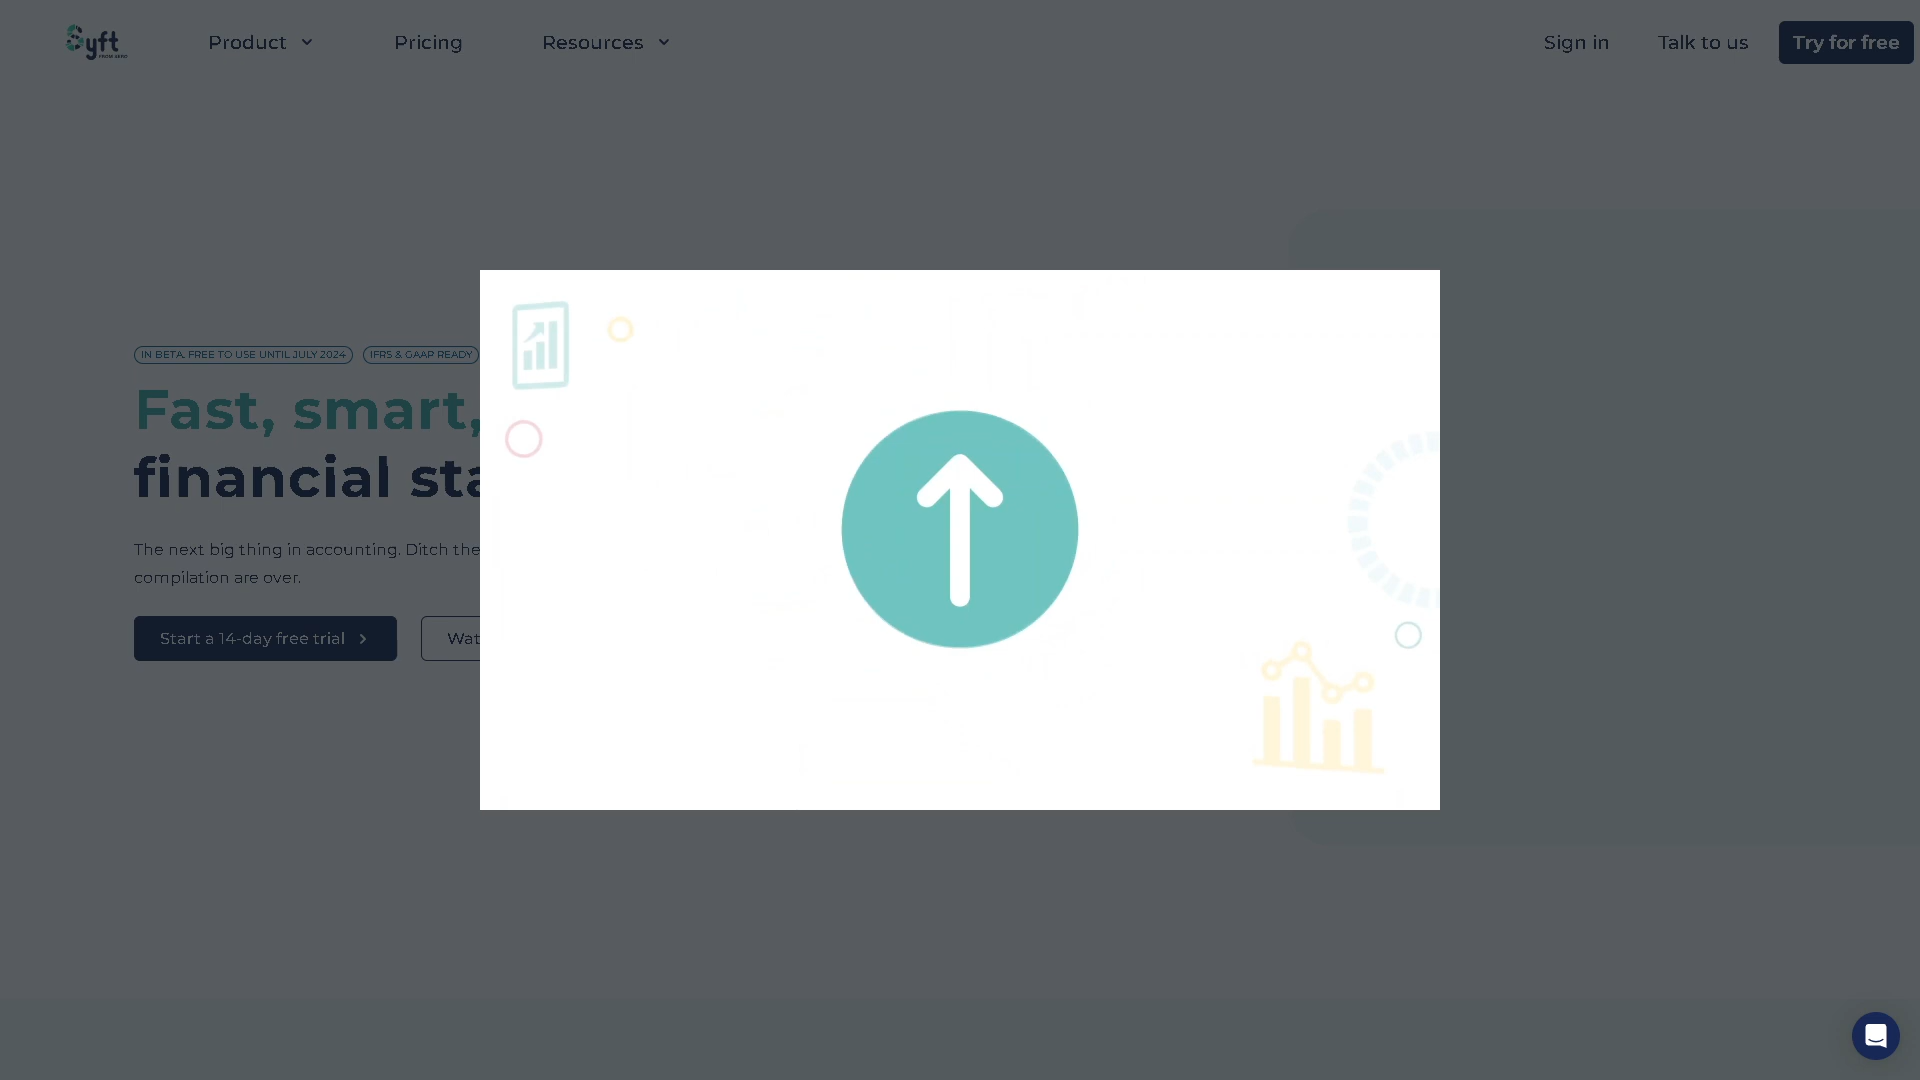 Syft
FROM XERO
Product
Pricing
Resources
Sign in
Talk to us
Try for free
IN BETA. FREE TO USE UNTIL JULY 2024
IFRS & GAAP READY
Fast, smart,
financial sta
The next big thing in accounting. Ditch the
compilation are over.
Start a 14-day free trial
Wat